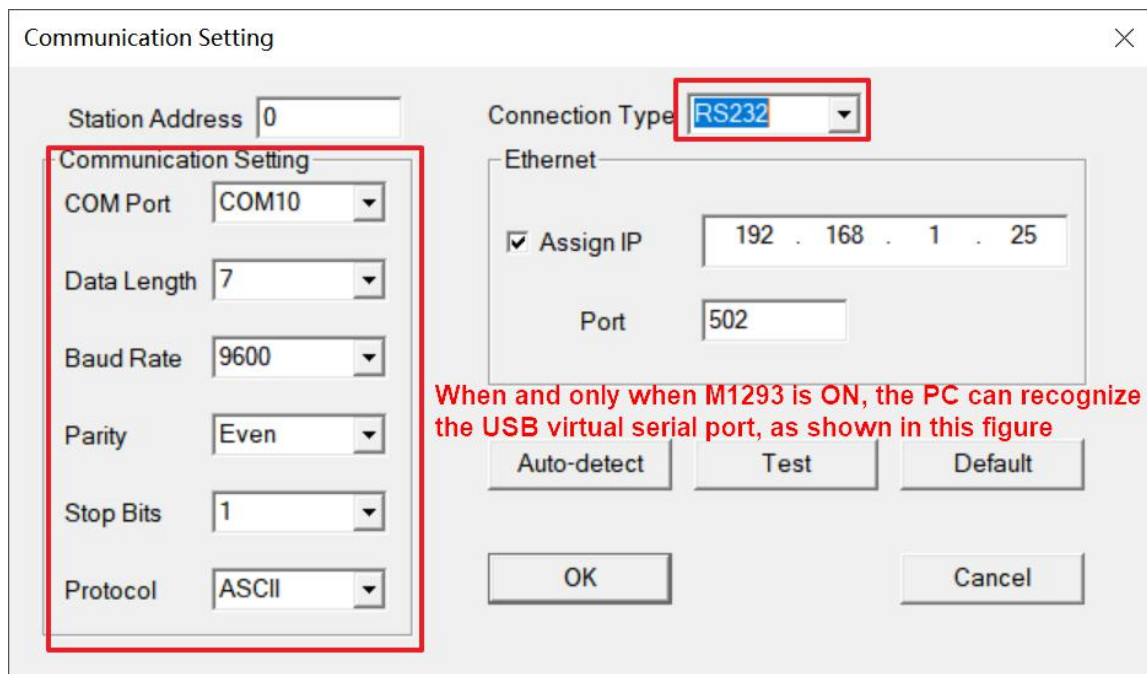 Communication Setting
Station Address 0
Connection Type RS232
Communication Setting
COM Port COM10
Data Length 7
Baud Rate 9600
Parity Even
Stop Bits 1
Protocol ASCII
Ethernet
Assign IP 192 . 168 . 1 . 25
Port 502
When and only when M1293 is ON, the PC can recognize
the USB virtual serial port, as shown in this figure
Auto-detect Test Default
OK Cancel